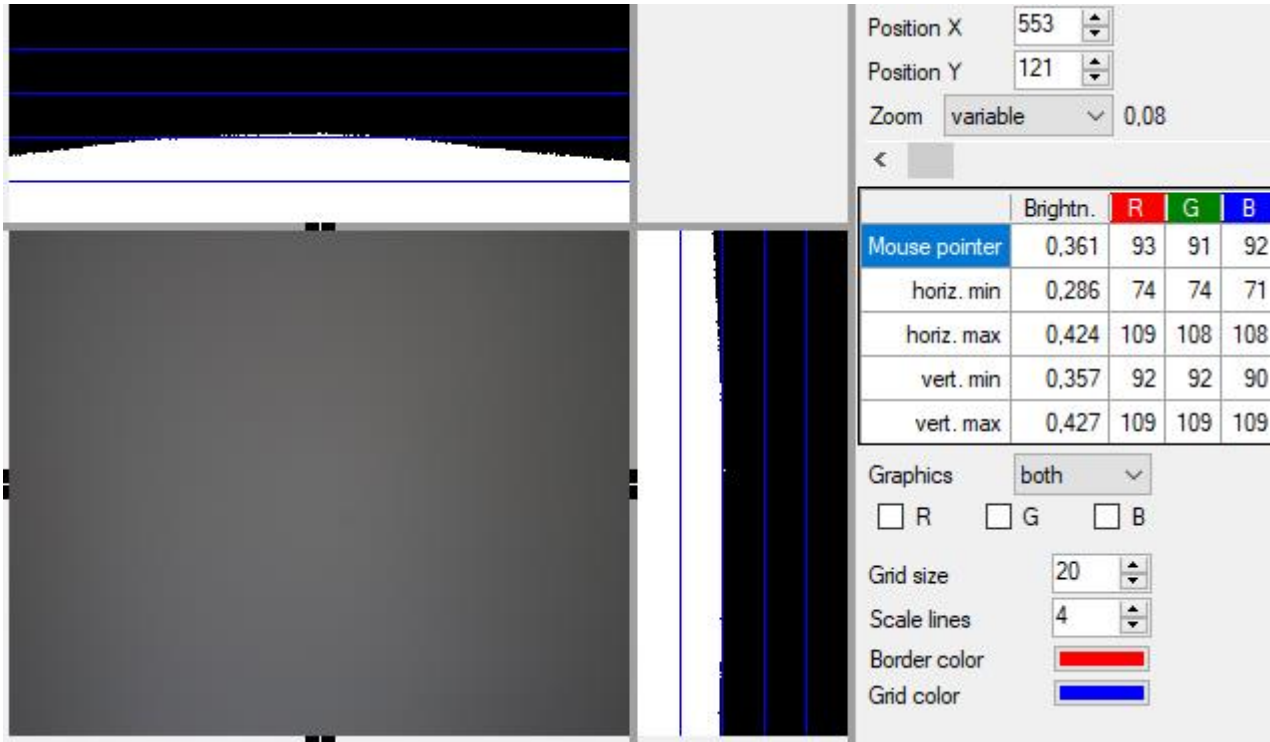 Position X 553
Position Y 121
Zoom variable 0,08
Brightn. R G B
Mouse pointer 0,361 93 91 92
horiz. min 0,286 74 74 71
horiz. max 0,424 109 108 108
vert. min 0,357 92 92 90
vert. max 0,427 109 109 109
Graphics both
R G B
Grid size 20
Scale lines 4
Border color
Grid color